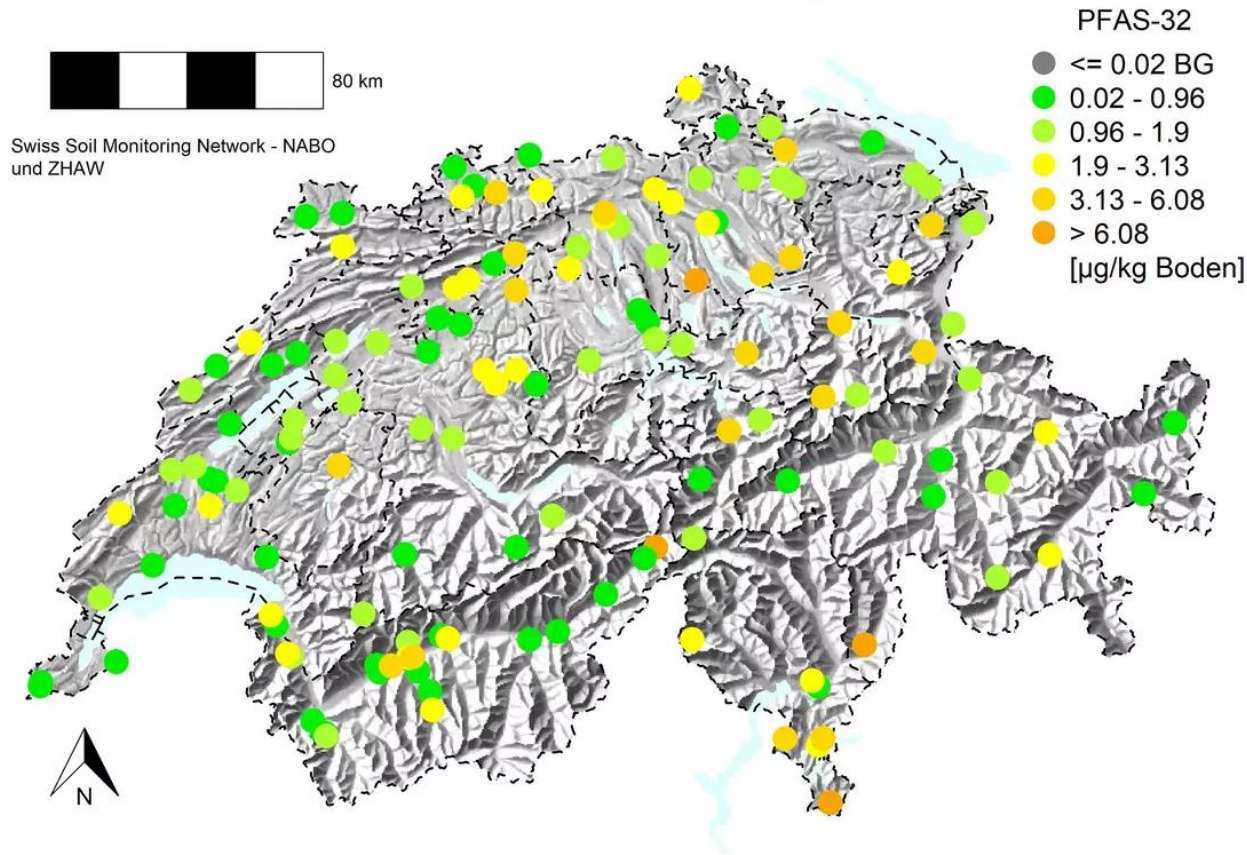 PFAS-32
<= 0.02 BG
0.02 - 0.96
0.96 - 1.9
1.9 - 3.13
3.13 - 6.08
> 6.08
[µg/kg Boden]
80 km
Swiss Soil Monitoring Network - NABO
und ZHAW
N